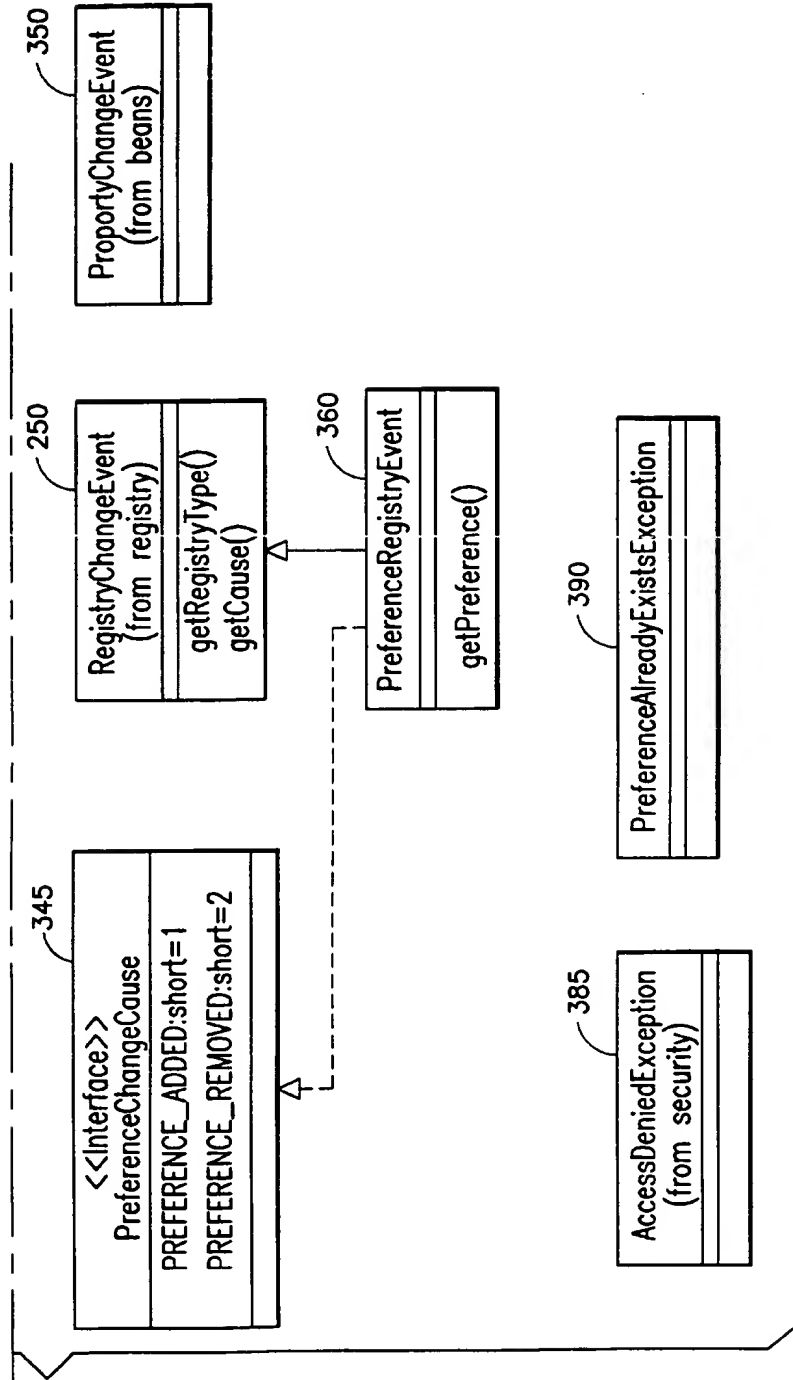 345
<<Interface>>
PreferenceChangeCause
PREFERENCE_ADDED:short=1
PREFERENCE_REMOVED:short=2
250
RegistryChangeEvent
(from registry)
getRegistryType()
getCause()
350
ProportyChangeEvent
(from beans)
360
PreferenceRegistryEvent
getPreference()
385
AccessDeniedException
(from security)
390
PreferenceAlreadyExistsException